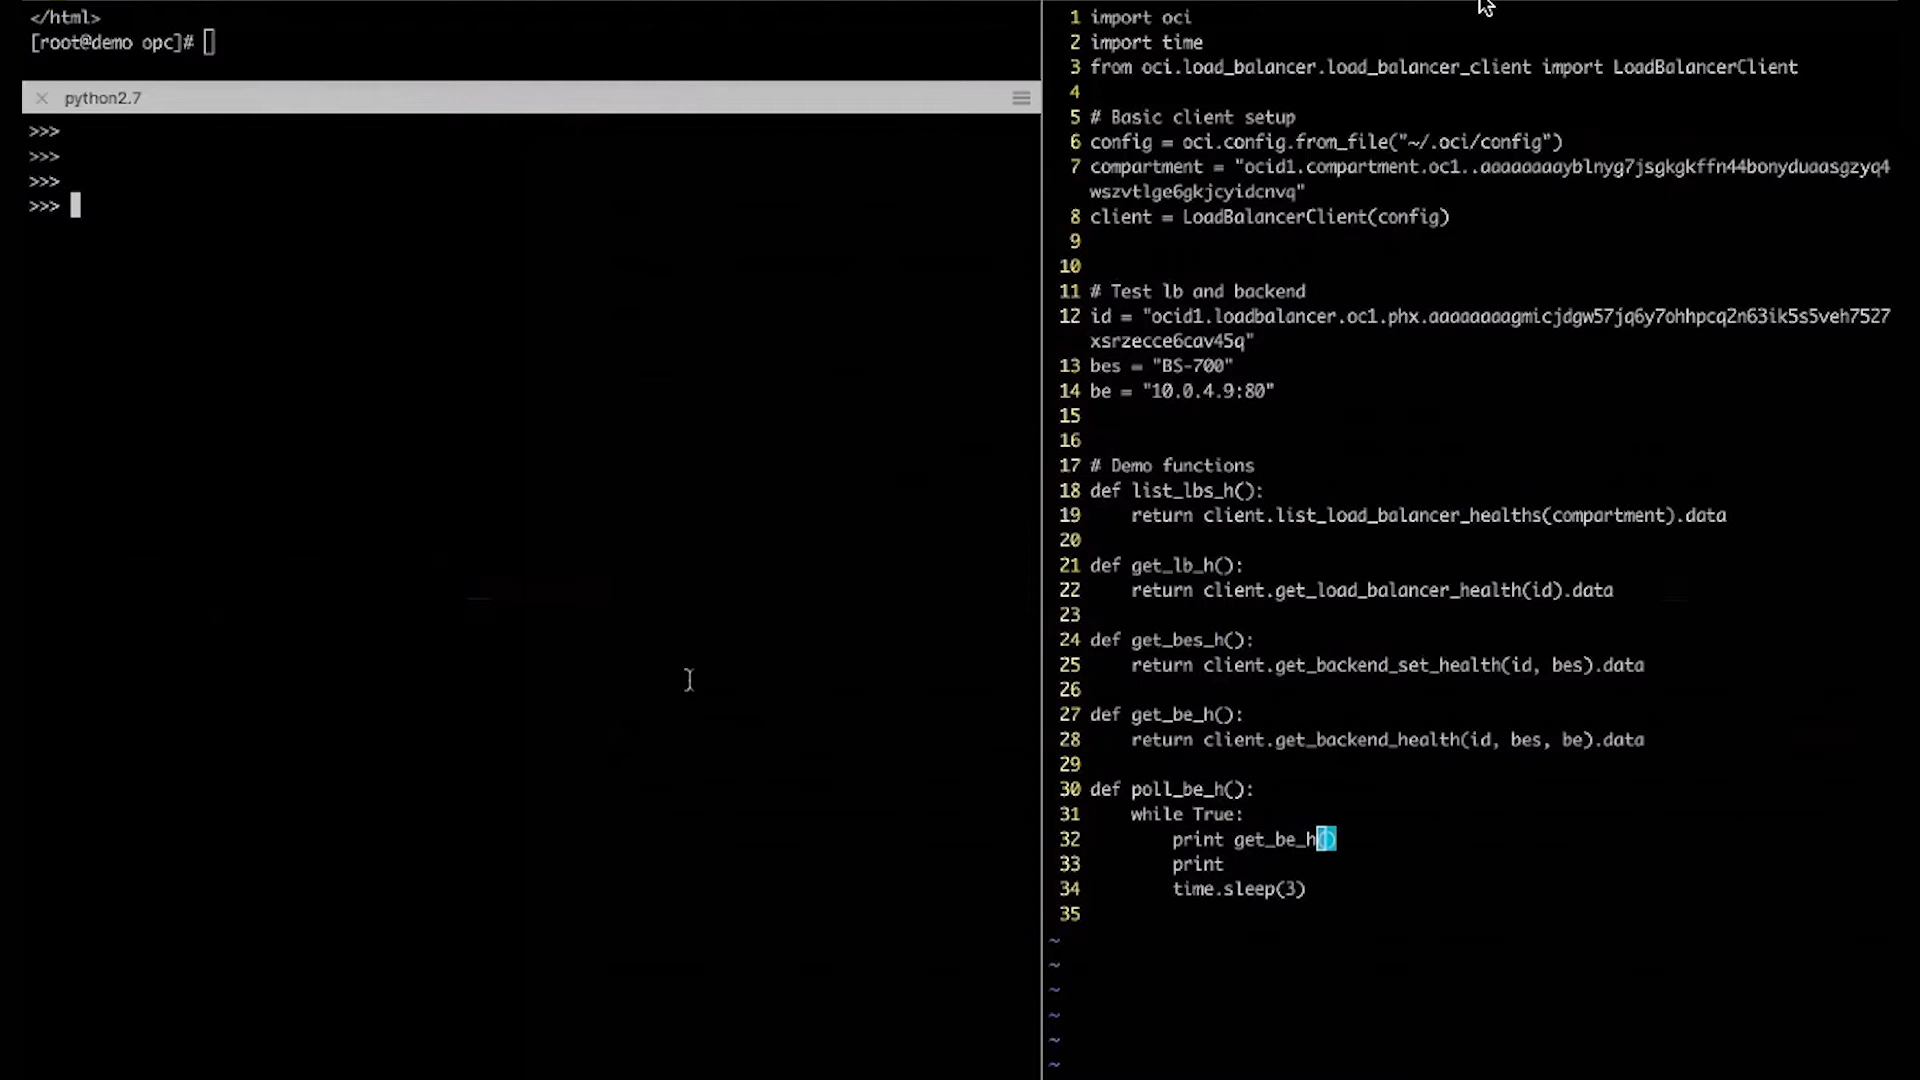 </html>
[root@demo opc]#
python2.7
>>>
>>>
>>>
>>>
1 import oci
2 import time
3 from oci.load_balancer.load_balancer_client import LoadBalancerClient
4
5 # Basic client setup
6 config = oci.config.from_file("~/.oci/config")
7 compartment = "ocid1.compartment.oc1..aaaaaaaayblnyg7jsgkgkffn44bonyduaasgzyq4
wszvtlge6gkjcyidcnvq"
8 client = LoadBalancerClient(config)
9
10
11 # Test lb and backend
12 id = "ocid1.loadbalancer.oc1.phx.aaaaaaaagmicjdgw57jq6y7ohhpcq2n63ik5s5veh7527
xsrzecce6cav45q"
13 bes = "BS-700"
14 be = "10.0.4.9:80"
15
16
17 # Demo functions
18 def list_lbs_h():
19     return client.list_load_balancer_healths(compartment).data
20
21 def get_lb_h():
22     return client.get_load_balancer_health(id).data
23
24 def get_bes_h():
25     return client.get_backend_set_health(id, bes).data
26
27 def get_be_h():
28     return client.get_backend_health(id, bes, be).data
29
30 def poll_be_h():
31     while True:
32         print get_be_h()
33         print
34         time.sleep(3)
35
~
~
~
~
~
~